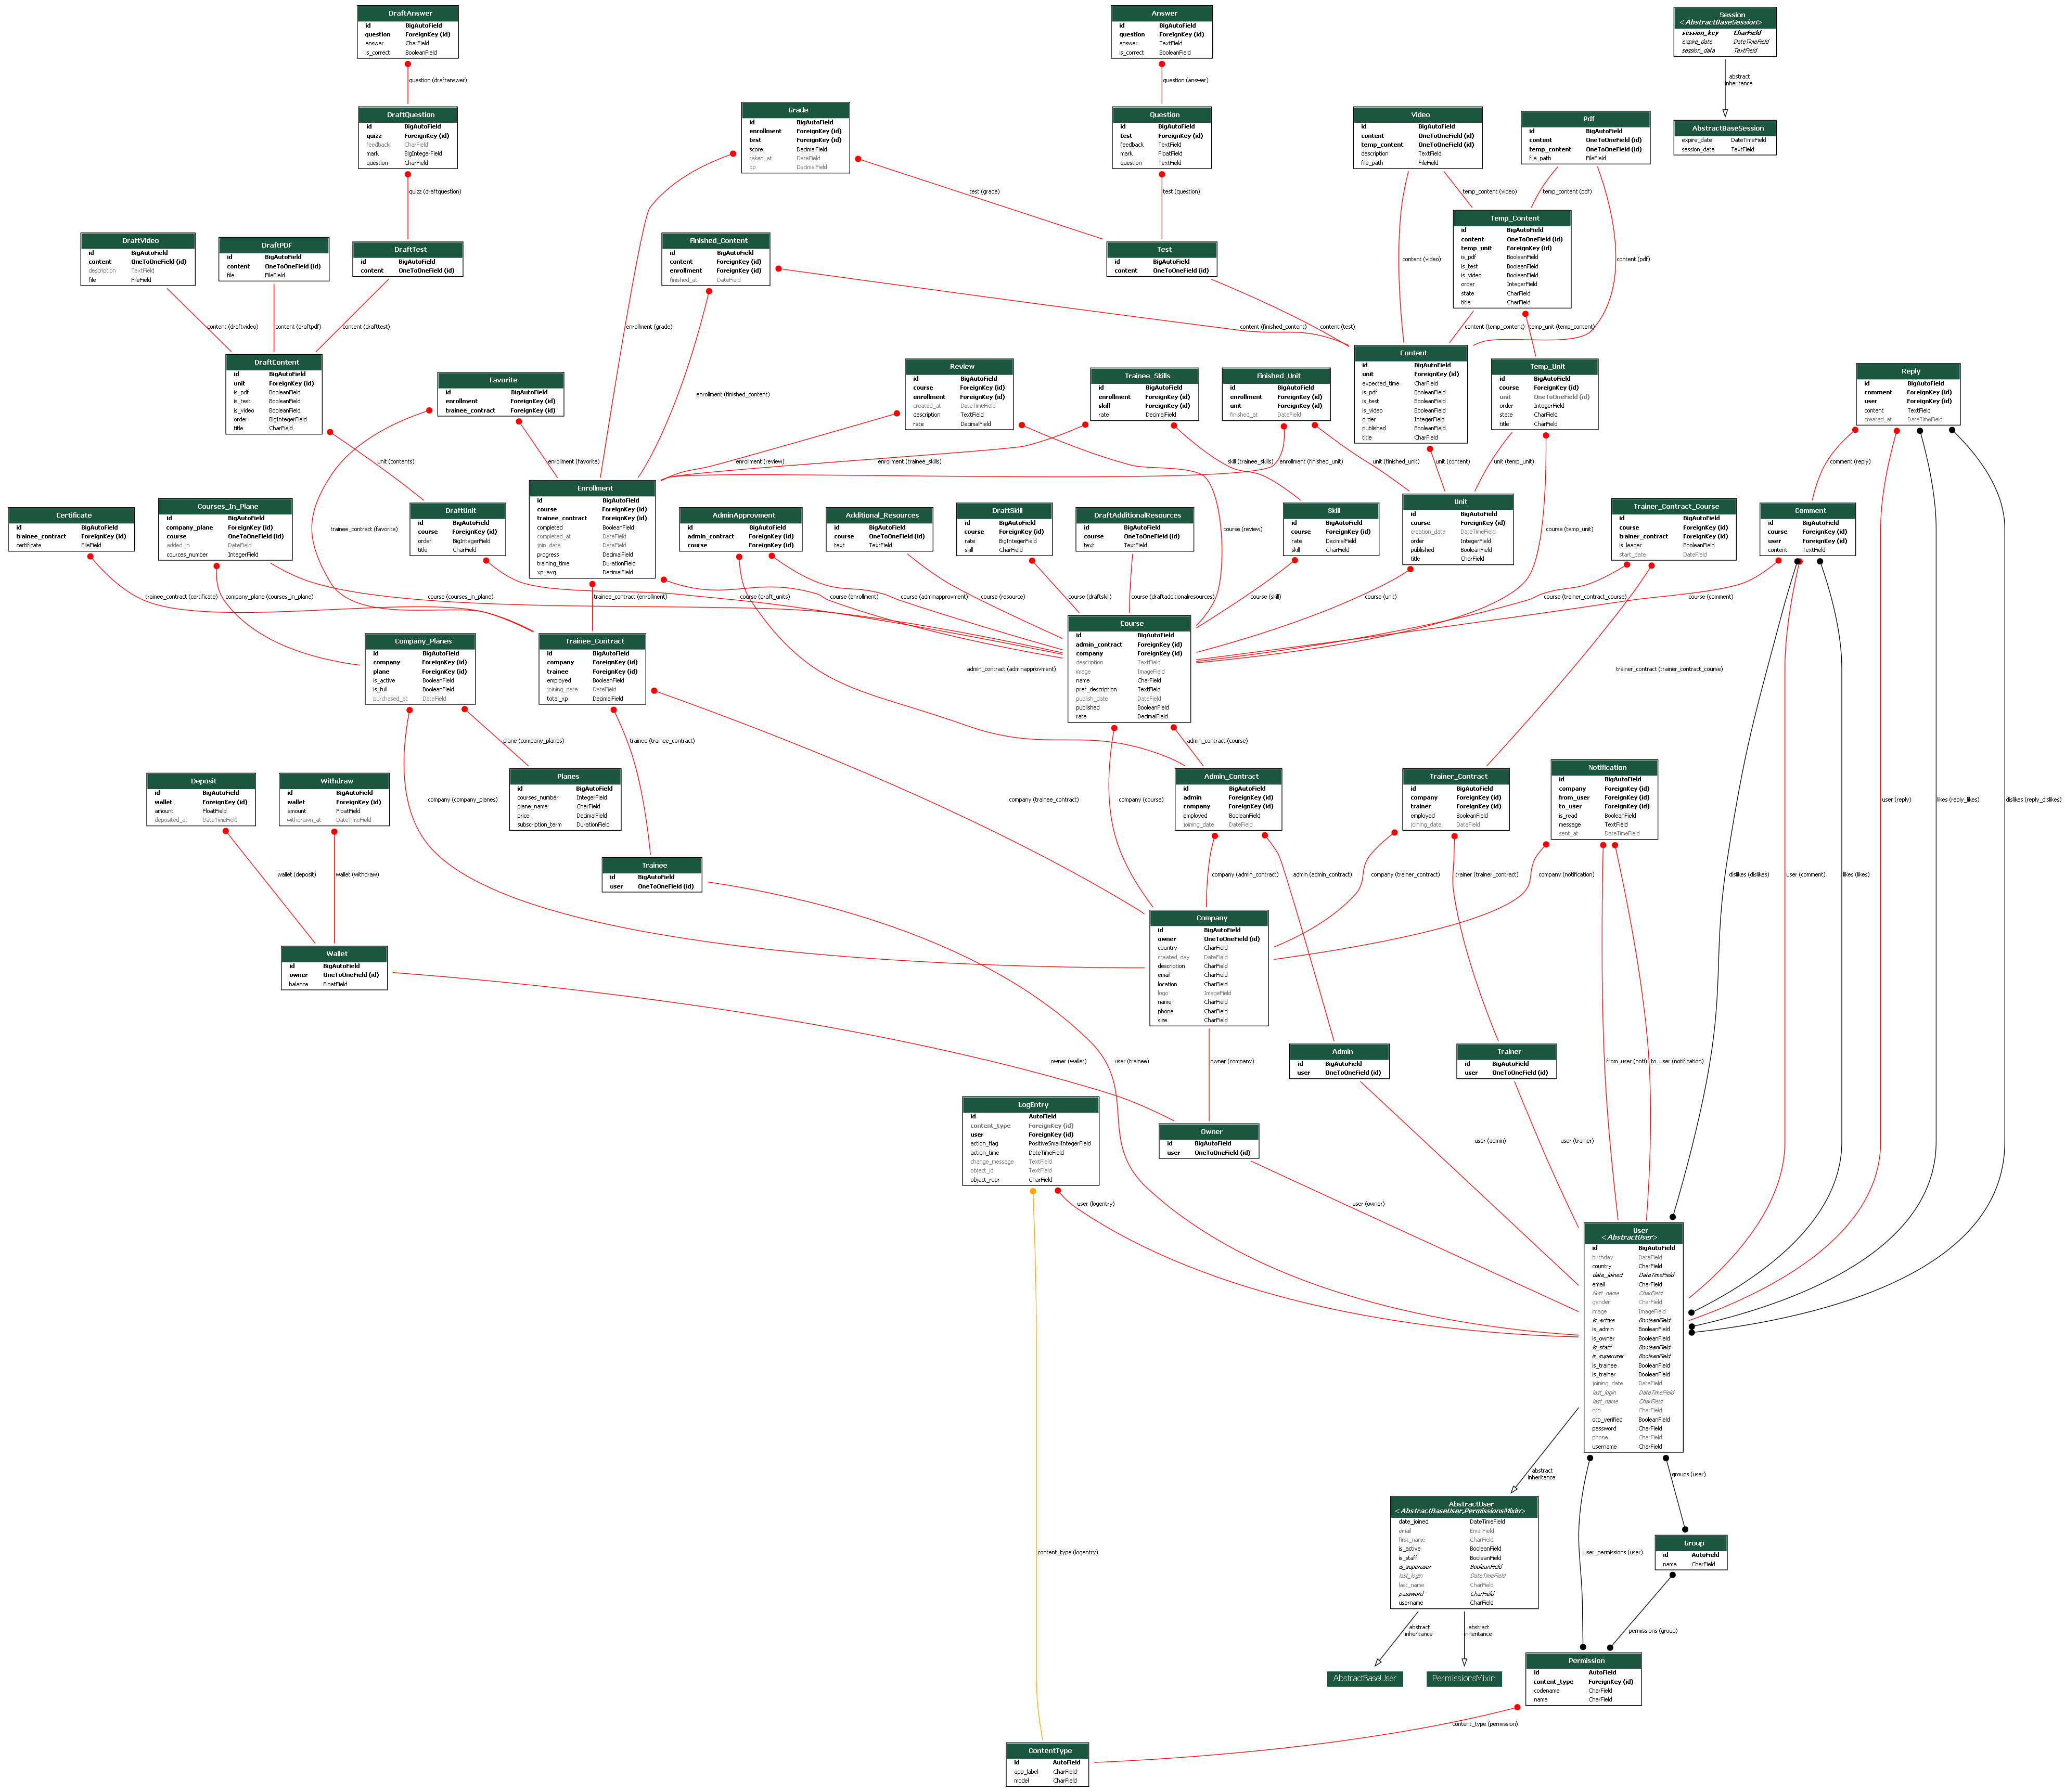 DraftAnswer
id BigAutoField
question ForeignKey (id)
answer CharField
is_correct BooleanField
Answer
id BigAutoField
question ForeignKey (id)
answer TextField
is_correct BooleanField
Session
<AbstractBaseSession>
session_key CharField
expire_date DateTimeField
session_data TextField
question (draftanswer)
question (answer)
abstract
inheritance
DraftQuestion
id BigAutoField
quizz ForeignKey (id)
feedback CharField
mark BigIntegerField
question CharField
Grade
id BigAutoField
enrollment ForeignKey (id)
test ForeignKey (id)
score DecimalField
taken_at DateField
xp DecimalField
Question
id BigAutoField
test ForeignKey (id)
feedback TextField
mark FloatField
question TextField
Video
id BigAutoField
content OneToOneField (id)
temp_content OneToOneField (id)
description TextField
file_path FileField
Pdf
id BigAutoField
content OneToOneField (id)
temp_content OneToOneField (id)
file_path FileField
AbstractBaseSession
expire_date DateTimeField
session_data TextField
quizz (draftquestion)
test (grade)
test (question)
temp_content (video)
temp_content (pdf)
DraftVideo
id BigAutoField
content OneToOneField (id)
description TextField
file FileField
DraftPDF
id BigAutoField
content OneToOneField (id)
file FileField
DraftTest
id BigAutoField
content OneToOneField (id)
Finished_Content
id BigAutoField
content ForeignKey (id)
enrollment ForeignKey (id)
finished_at DateField
Test
id BigAutoField
content OneToOneField (id)
Temp_Content
id BigAutoField
content OneToOneField (id)
temp_unit ForeignKey (id)
is_pdf BooleanField
is_test BooleanField
is_video BooleanField
order IntegerField
state CharField
title CharField
content (video)
content (pdf)
content (draftvideo)
content (draftpdf)
content (drafttest)
enrollment (grade)
content (finished_content)
content (test)
content (temp_content)
temp_unit (temp_content)
DraftContent
id BigAutoField
unit ForeignKey (id)
is_pdf BooleanField
is_test BooleanField
is_video BooleanField
order BigIntegerField
title CharField
Favorite
id BigAutoField
enrollment ForeignKey (id)
trainee_contract ForeignKey (id)
enrollment (finished_content)
Review
id BigAutoField
course ForeignKey (id)
enrollment ForeignKey (id)
created_at DateTimeField
description TextField
rate DecimalField
Trainee_Skills
id BigAutoField
enrollment ForeignKey (id)
skill ForeignKey (id)
rate DecimalField
Finished_Unit
id BigAutoField
enrollment ForeignKey (id)
unit ForeignKey (id)
finished_at DateField
Content
id BigAutoField
unit ForeignKey (id)
expected_time CharField
is_pdf BooleanField
is_test BooleanField
is_video BooleanField
order IntegerField
published BooleanField
title CharField
Temp_Unit
id BigAutoField
course ForeignKey (id)
unit OneToOneField (id)
order IntegerField
state CharField
title CharField
Reply
id BigAutoField
comment ForeignKey (id)
user ForeignKey (id)
content TextField
created_at DateTimeField
unit (contents)
enrollment (favorite)
enrollment (review)
enrollment (trainee_skills)
skill (trainee_skills)
enrollment (finished_unit)
unit (finished_unit)
unit (content)
unit (temp_unit)
comment (reply)
Certificate
id BigAutoField
trainee_contract ForeignKey (id)
certificate FileField
Courses_In_Plane
id BigAutoField
company_plane ForeignKey (id)
course OneToOneField (id)
added_in DateField
cources_number IntegerField
trainee_contract (favorite)
DraftUnit
id BigAutoField
course ForeignKey (id)
order BigIntegerField
title CharField
Enrollment
id BigAutoField
course ForeignKey (id)
trainee_contract ForeignKey (id)
completed BooleanField
completed_at DateField
join_date DateField
progress DecimalField
training_time DurationField
xp_avg DecimalField
AdminApprovment
id BigAutoField
admin_contract ForeignKey (id)
course ForeignKey (id)
Additional_Resources
id BigAutoField
course OneToOneField (id)
text TextField
DraftSkill
id BigAutoField
course ForeignKey (id)
rate BigIntegerField
skill CharField
DraftAdditionalResources
id BigAutoField
course OneToOneField (id)
text TextField
course (review)
Skill
id BigAutoField
course ForeignKey (id)
rate DecimalField
skill CharField
Unit
id BigAutoField
course ForeignKey (id)
creation_date DateTimeField
order IntegerField
published BooleanField
title CharField
course (temp_unit)
Trainer_Contract_Course
id BigAutoField
course ForeignKey (id)
trainer_contract ForeignKey (id)
is_leader BooleanField
start_date DateField
Comment
id BigAutoField
course ForeignKey (id)
user ForeignKey (id)
content TextField
trainee_contract (certificate)
company_plane (courses_in_plane)
course (courses_in_plane)
trainee_contract (enrollment)
course (draft_units)
course (enrollment)
course (adminapprovment)
course (resource)
course (draftskill)
course (draftadditionalresources)
course (skill)
course (unit)
course (trainer_contract_course)
course (comment)
Company_Planes
id BigAutoField
company ForeignKey (id)
plane ForeignKey (id)
is_active BooleanField
is_full BooleanField
purchased_at DateField
Trainee_Contract
id BigAutoField
company ForeignKey (id)
trainee ForeignKey (id)
employed BooleanField
joining_date DateField
total_xp DecimalField
admin_contract (adminapprovment)
Course
id BigAutoField
admin_contract ForeignKey (id)
company ForeignKey (id)
description TextField
image ImageField
name CharField
pref_description TextField
publish_date DateField
published BooleanField
rate DecimalField
trainer_contract (trainer_contract_course)
plane (company_planes)
trainee (trainee_contract)
admin_contract (course)
Deposit
id BigAutoField
wallet ForeignKey (id)
amount FloatField
deposited_at DateTimeField
Withdraw
id BigAutoField
wallet ForeignKey (id)
amount FloatField
withdrawn_at DateTimeField
company (company_planes)
Planes
id BigAutoField
courses_number IntegerField
plane_name CharField
price DecimalField
subscription_term DurationField
company (trainee_contract)
company (course)
Admin_Contract
id BigAutoField
admin ForeignKey (id)
company ForeignKey (id)
employed BooleanField
joining_date DateField
Trainer_Contract
id BigAutoField
company ForeignKey (id)
trainer ForeignKey (id)
employed BooleanField
joining_date DateField
Notification
id BigAutoField
company ForeignKey (id)
from_user ForeignKey (id)
to_user ForeignKey (id)
is_read BooleanField
message TextField
sent_at DateTimeField
user (reply)
likes (reply_likes)
dislikes (reply_dislikes)
wallet (deposit)
wallet (withdraw)
Trainee
id BigAutoField
user OneToOneField (id)
company (admin_contract)
admin (admin_contract)
company (trainer_contract)
trainer (trainer_contract)
company (notification)
dislikes (dislikes)
user (comment)
likes (likes)
Wallet
id BigAutoField
owner OneToOneField (id)
balance FloatField
Company
id BigAutoField
owner OneToOneField (id)
country CharField
created_day DateField
description CharField
email CharField
location CharField
logo ImageField
name CharField
phone CharField
size CharField
owner (wallet)
user (trainee)
owner (company)
Admin
id BigAutoField
user OneToOneField (id)
Trainer
id BigAutoField
user OneToOneField (id)
from_user (noti)
to_user (notification)
LogEntry
id AutoField
content_type ForeignKey (id)
user ForeignKey (id)
action_flag PositiveSmallIntegerField
action_time DateTimeField
change_message TextField
object_id TextField
object_repr CharField
Owner
id BigAutoField
user OneToOneField (id)
user (admin)
user (trainer)
user (logentry)
user (owner)
User
<AbstractUser>
id BigAutoField
birthday DateField
country CharField
date_joined DateTimeField
email CharField
first_name CharField
gender CharField
image ImageField
is_active BooleanField
is_admin BooleanField
is_owner BooleanField
is_staff BooleanField
is_superuser BooleanField
is_trainee BooleanField
is_trainer BooleanField
joining_date DateField
last_login DateTimeField
last_name CharField
otp CharField
otp_verified BooleanField
password CharField
phone CharField
username CharField
abstract
inheritance
groups (user)
AbstractUser
<AbstractBaseUser,PermissionsMixin>
date_joined DateTimeField
email EmailField
first_name CharField
is_active BooleanField
is_staff BooleanField
is_superuser BooleanField
last_login DateTimeField
last_name CharField
password CharField
username CharField
content_type (logentry)
user_permissions (user)
Group
id AutoField
name CharField
abstract
inheritance
abstract
inheritance
permissions (group)
AbstractBaseUser
PermissionsMixin
Permission
id AutoField
content_type ForeignKey (id)
codename CharField
name CharField
content_type (permission)
ContentType
id AutoField
app_label CharField
model CharField